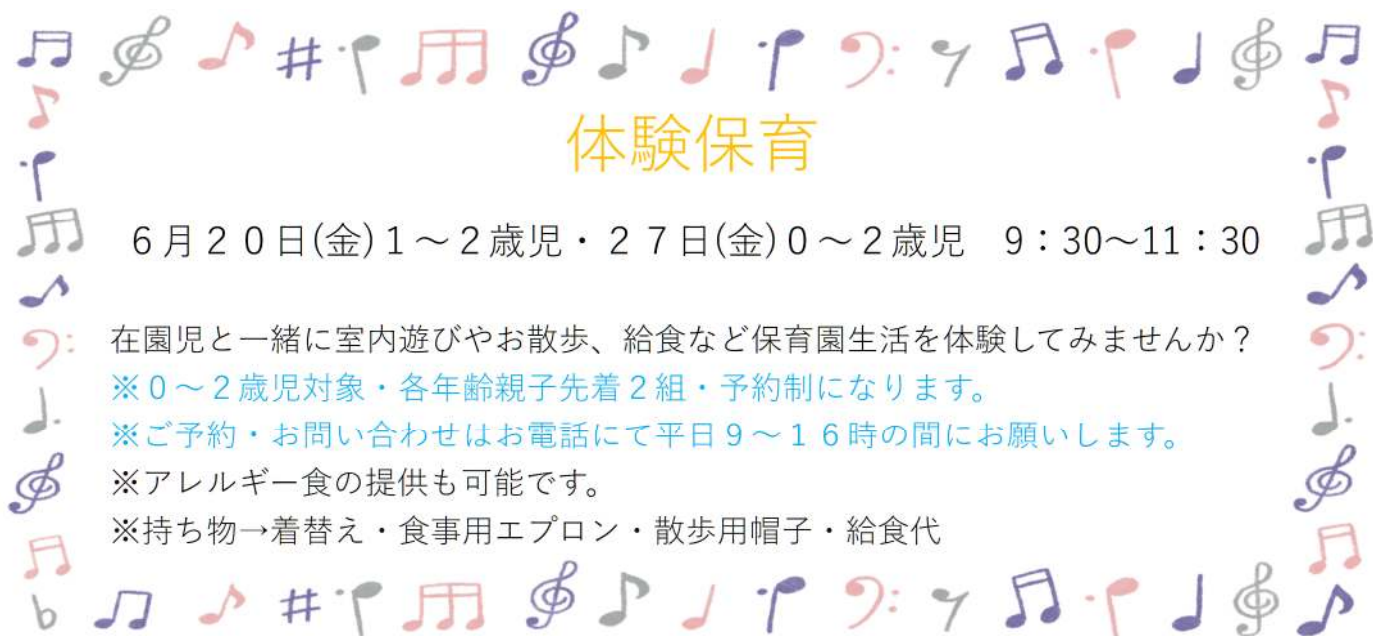 体験保育
６月２０日(金)１～２歳児・２７日(金)０～２歳児　9：30～11：30
在園児と一緒に室内遊びやお散歩、給食など保育園生活を体験してみませんか？
※０～２歳児対象・各年齢親子先着２組・予約制になります。
※ご予約・お問い合わせはお電話にて平日９～１６時の間にお願いします。
※アレルギー食の提供も可能です。
※持ち物→着替え・食事用エプロン・散歩用帽子・給食代